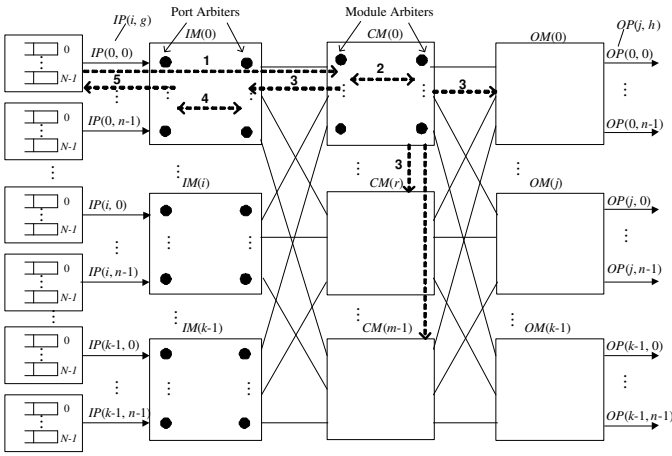 IP(i, g) Port Arbiters Module Arbiters OP(j, h)
IM(0) CM(0) OM(0)
0 IP(0, 0) OP(0, 0)
1
N-1
2
5 3 3
4
0 IP(0, n-1) OP(0, n-1)
N-1
3
IM(i) CM(r) OM(j)
0 IP(i, 0) OP(j, 0)
N-1
0 IP(i, n-1) OP(j, n-1)
N-1
IM(k-1) CM(m-1) OM(k-1)
0 IP(k-1, 0) OP(k-1, 0)
N-1
0 IP(k-1, n-1) OP(k-1, n-1)
N-1